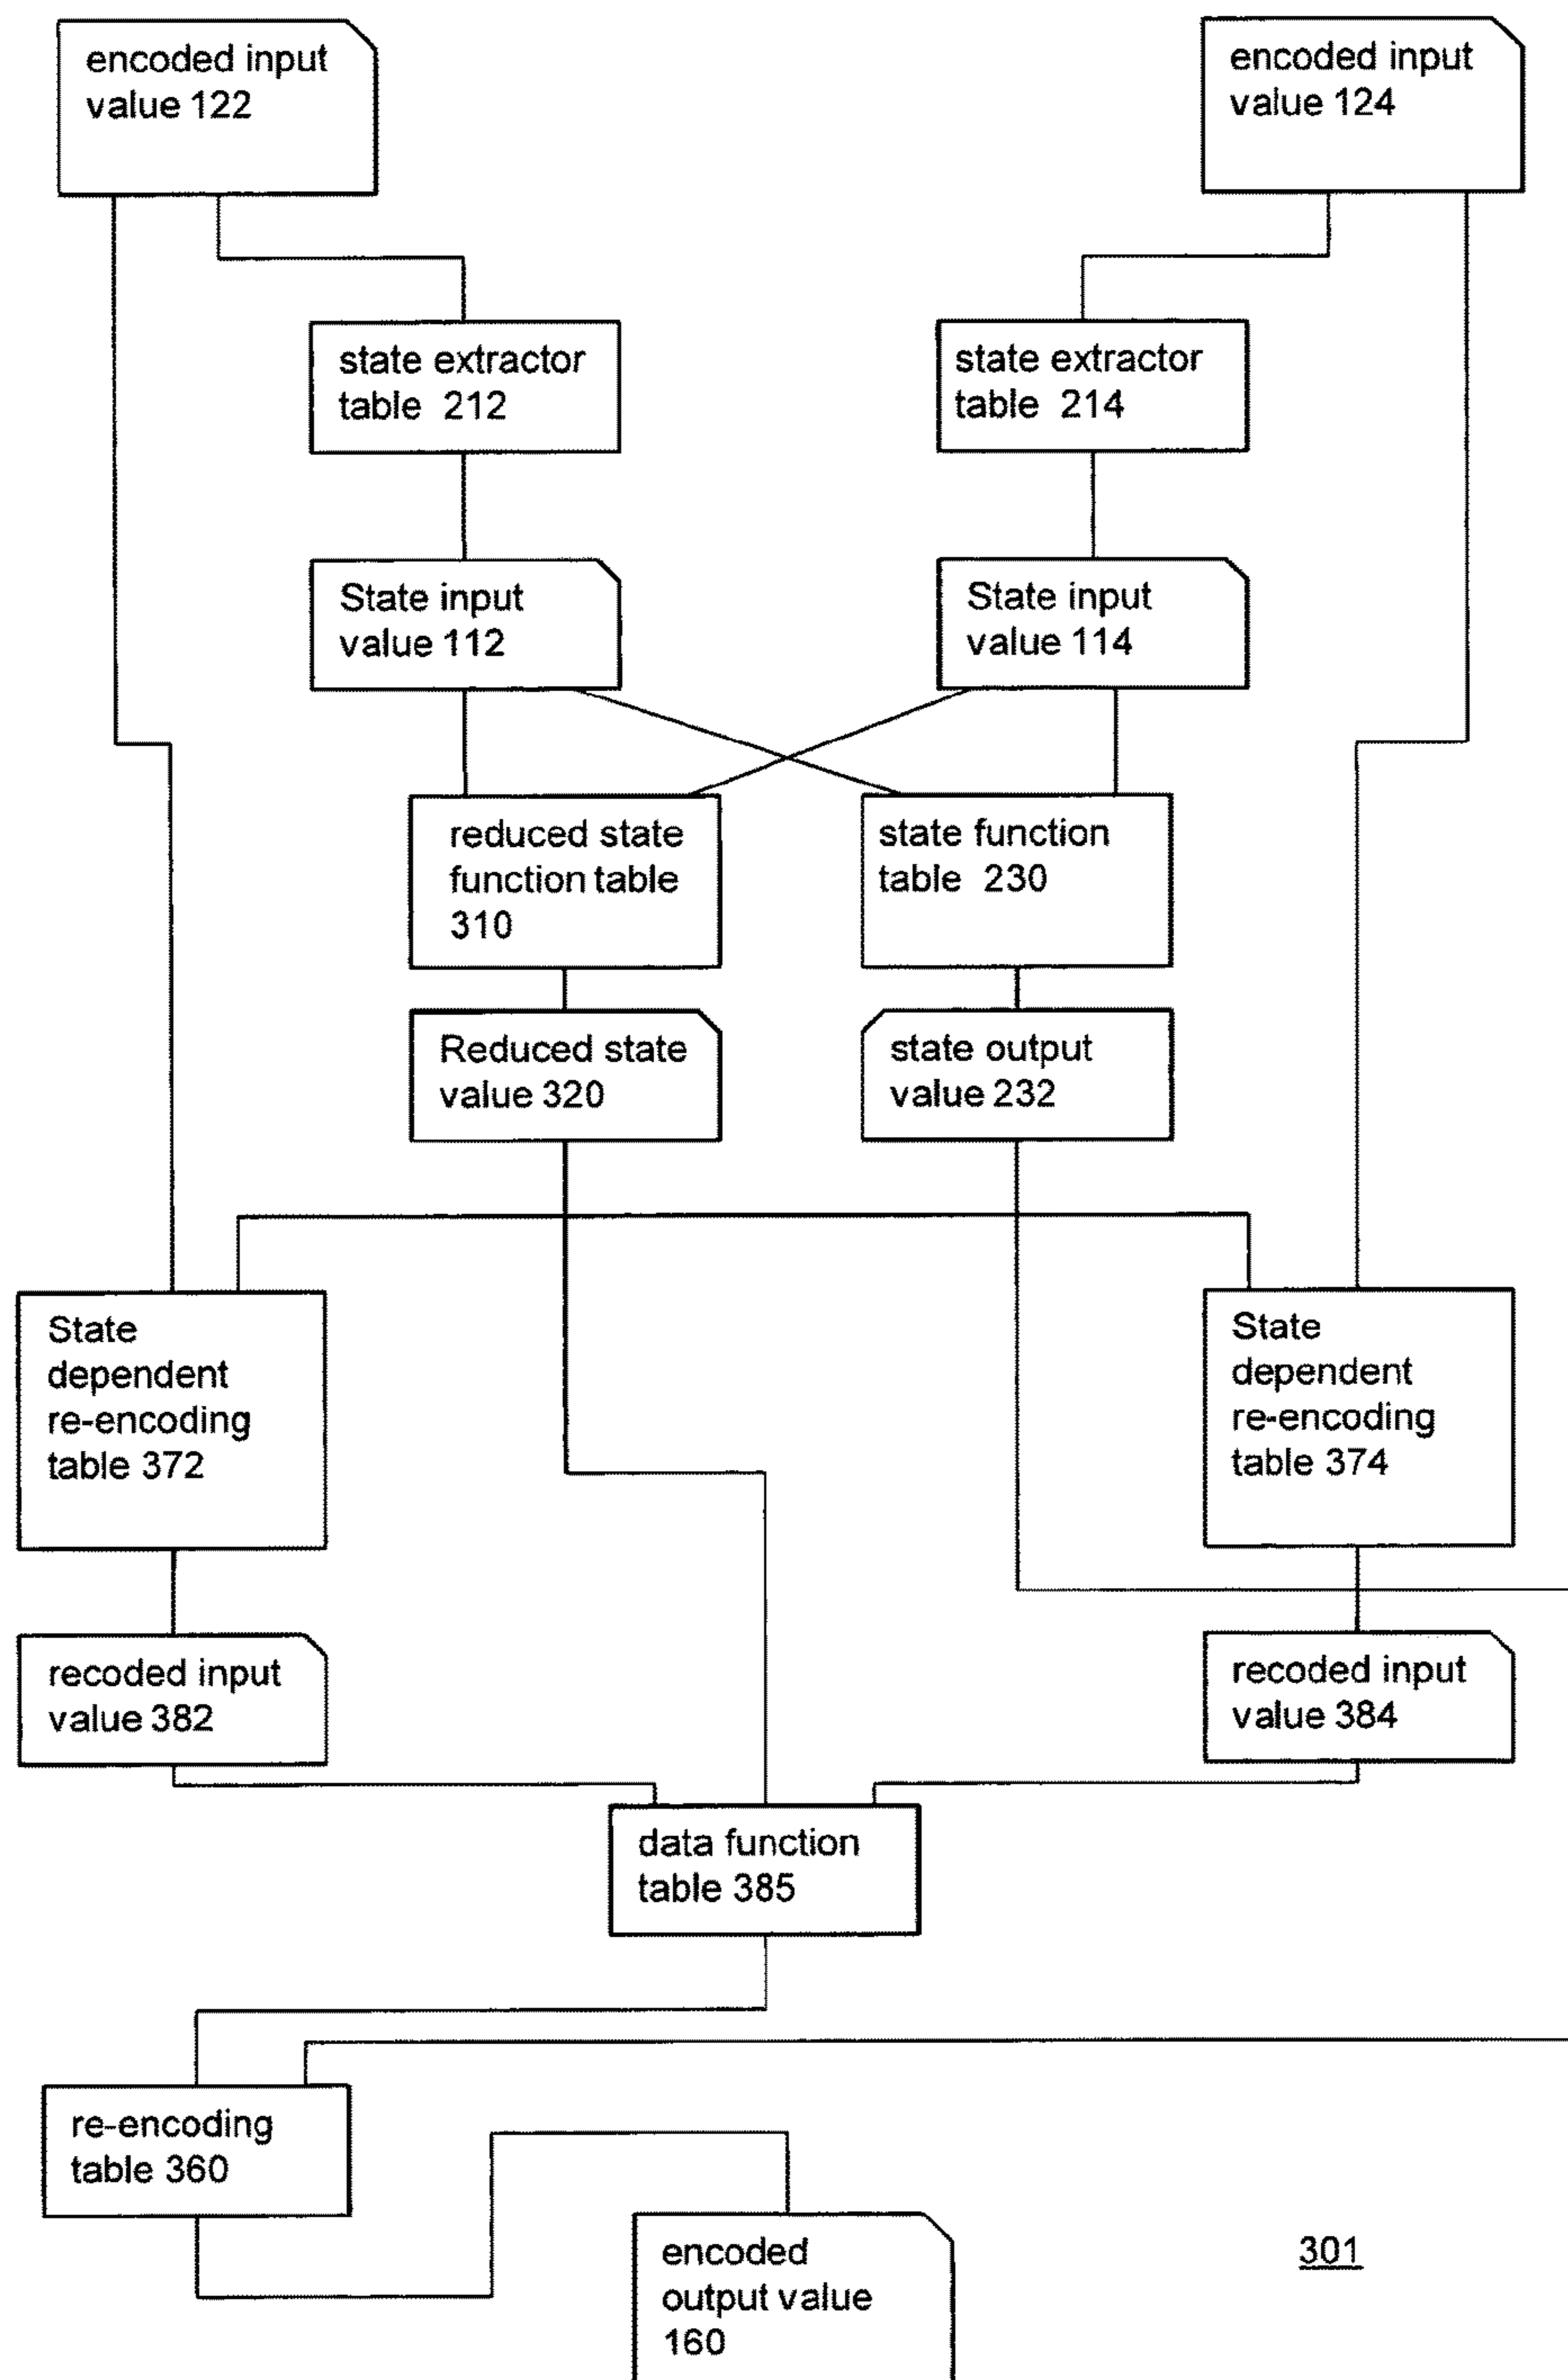 encoded input
value 122
encoded input
value 124
state extractor
table 212
state extractor
table 214
State input
value 112
State input
value 114
reduced state
function table
310
state function
table 230
Reduced state
value 320
state output
value 232
State
dependent
re-encoding
table 372
State
dependent
re-encoding
table 374
recoded input
value 382
recoded input
value 384
data function
table 385
re-encoding
table 360
encoded
output value
160
301